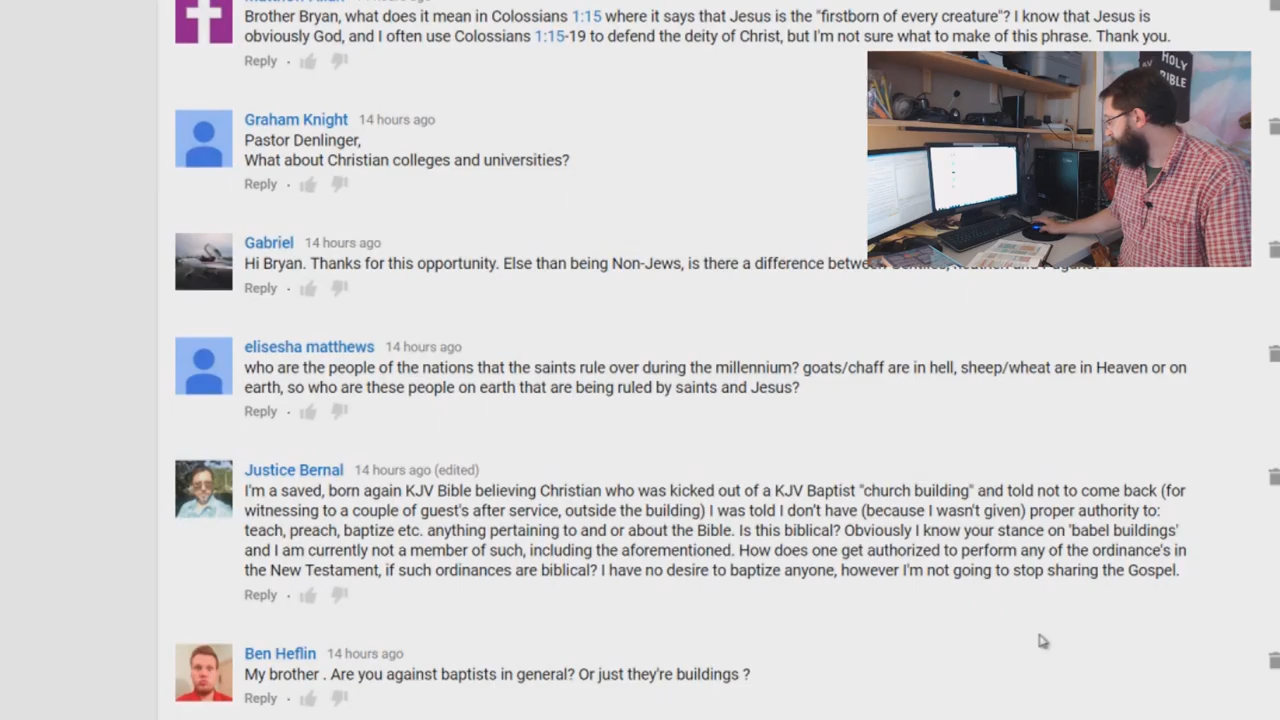 Brother Bryan, what does it mean in Colossians 1:15 where it says that Jesus is the "firstborn of every creature"? I know that Jesus is
obviously God, and I often use Colossians 1:15-19 to defend the deity of Christ, but I'm not sure what to make of this phrase. Thank you.
Reply
HOLY
BIBLE
Graham Knight 14 hours ago
Pastor Denlinger,
What about Christian colleges and universities?
Reply
Gabriel 14 hours ago
Hi Bryan. Thanks for this opportunity. Else than being Non-Jews, is there a difference
Reply
elisesha matthews 14 hours ago
who are the people of the nations that the saints rule over during the millennium? goats/chaff are in hell, sheep/wheat are in Heaven or on
earth, so who are these people on earth that are being ruled by saints and Jesus?
Reply
Justice Bernal 14 hours ago (edited)
I'm a saved, born again KJV Bible believing Christian who was kicked out of a KJV Baptist "church building" and told not to come back (for
witnessing to a couple of guest's after service, outside the building) I was told I don't have (because I wasn't given) proper authority to:
teach, preach, baptize etc. anything pertaining to and or about the Bible. Is this biblical? Obviously I know your stance on 'babel buildings'
and I am currently not a member of such, including the aforementioned. How does one get authorized to perform any of the ordinance's in
the New Testament, if such ordinances are biblical? I have no desire to baptize anyone, however I'm not going to stop sharing the Gospel.
Reply
Ben Heflin 14 hours ago
My brother . Are you against baptists in general? Or just they're buildings ?
Reply